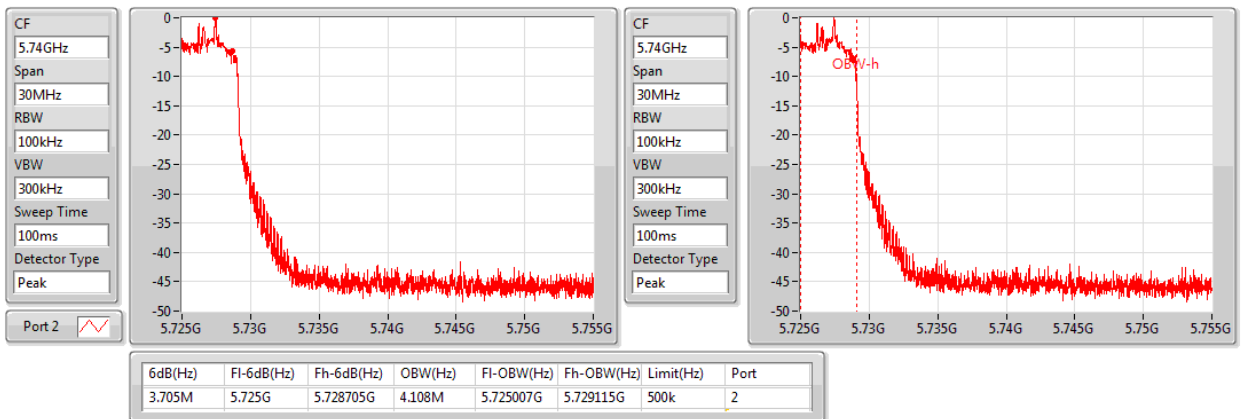 CF
5.74GHz
Span
30MHz
RBW
100kHz
VBW
300kHz
Sweep Time
100ms
Detector Type
Peak
Port 2
0
-5
-10
-15
-20
-25
-30
-35
-40
-45
-50
5.725G 5.73G 5.735G 5.74G 5.745G 5.75G 5.755G
CF
5.74GHz
Span
30MHz
RBW
100kHz
VBW
300kHz
Sweep Time
100ms
Detector Type
Peak
0
-5
-10
-15
-20
-25
-30
-35
-40
-45
-50
OBW-h
5.725G 5.73G 5.735G 5.74G 5.745G 5.75G 5.755G
6dB(Hz) Fl-6dB(Hz) Fh-6dB(Hz) OBW(Hz) Fl-OBW(Hz) Fh-OBW(Hz) Limit(Hz) Port
3.705M 5.725G 5.728705G 4.108M 5.725007G 5.729115G 500k 2